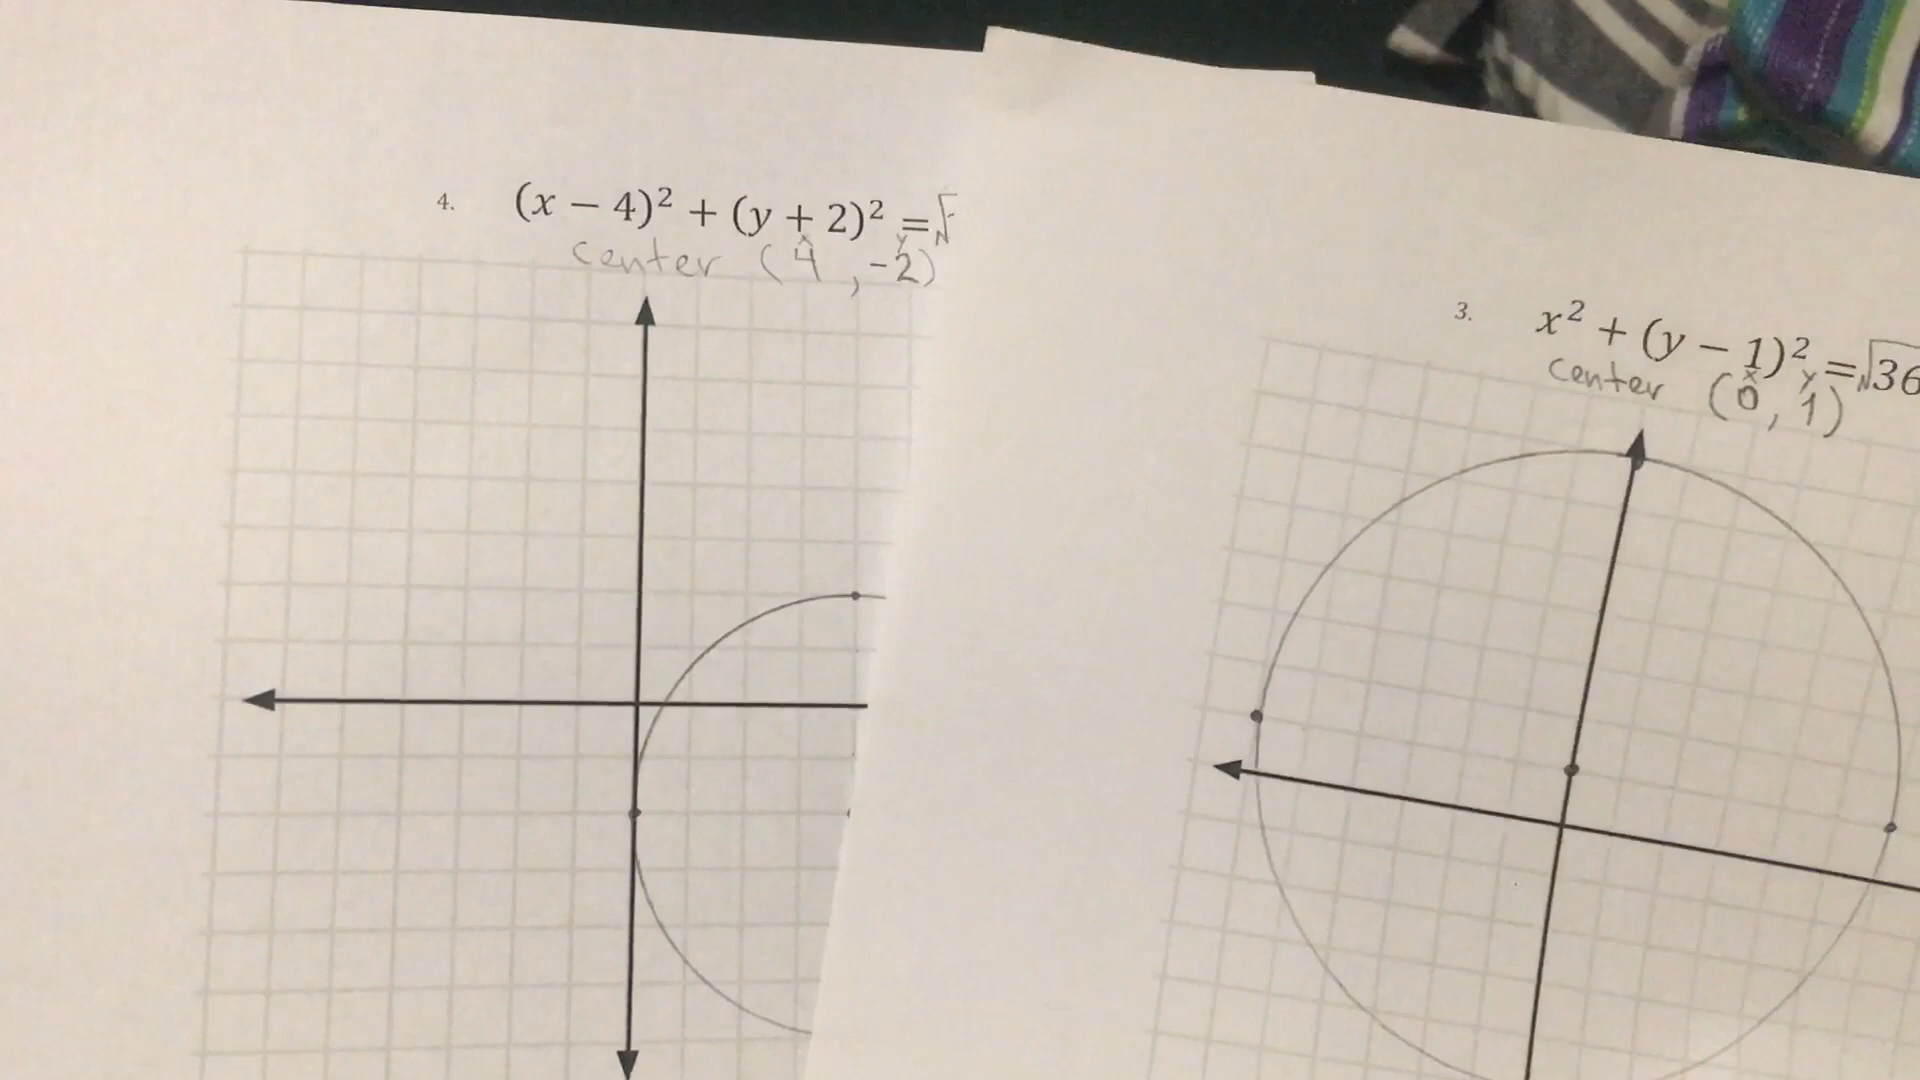 4. (x − 4)² + (y + 2)² = √
center (4, -2)
x y
3. x² + (y − 1)² = √36
center (0, 1)
x y